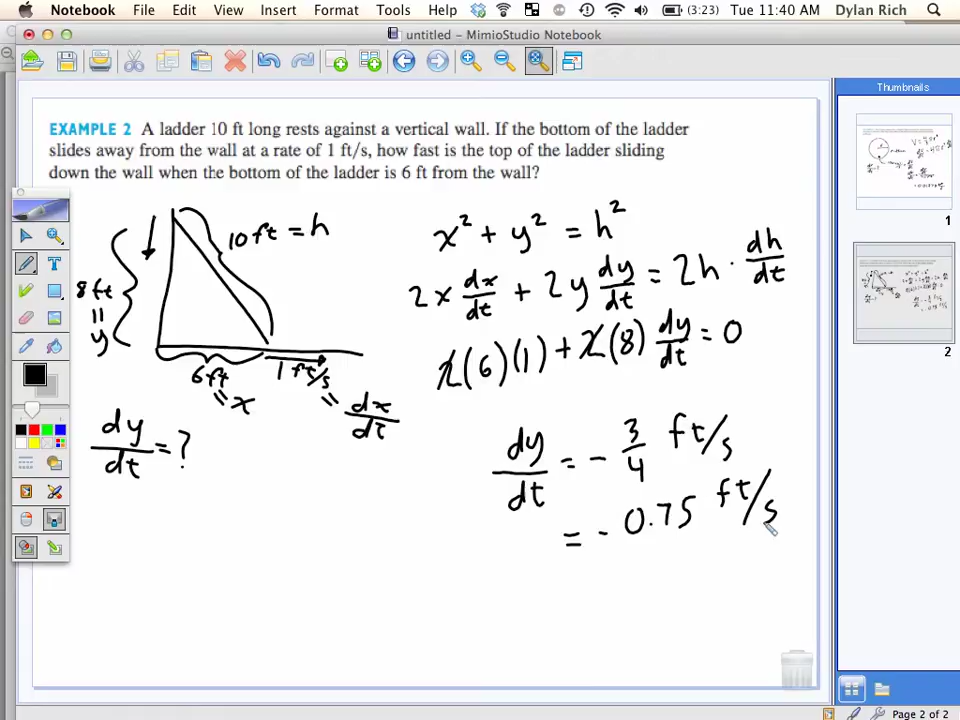 Notebook File Edit View Insert Format Tools Help (3:23) Tue 11:40 AM Dylan Rich
untitled - MimioStudio Notebook
Thumbnails
EXAMPLE 2 A ladder 10 ft long rests against a vertical wall. If the bottom of the ladder
slides away from the wall at a rate of 1 ft/s, how fast is the top of the ladder sliding
down the wall when the bottom of the ladder is 6 ft from the wall?
10 ft = h
8 ft = y
6 ft = x
1 ft/s = dx/dt
dy/dt = ?
x² + y² = h²
2x dx/dt + 2y dy/dt = 2h · dh/dt
2(6)(1) + 2(8) dy/dt = 0
dy/dt = - 3/4 ft/s
= - 0.75 ft/s
T
1
2
Page 2 of 2